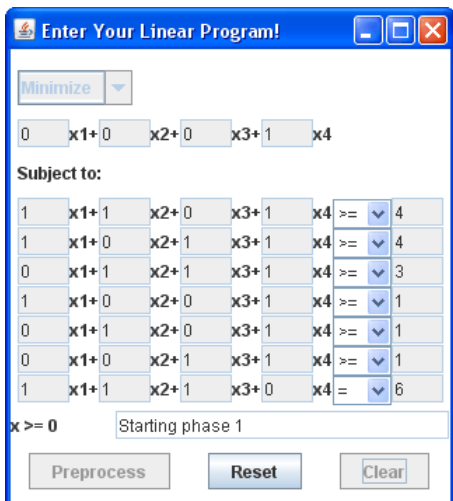 Enter Your Linear Program!
Minimize
0 x1+ 0 x2+ 0 x3+ 1 x4
Subject to:
1 x1+ 1 x2+ 0 x3+ 1 x4 >= 4
1 x1+ 0 x2+ 1 x3+ 1 x4 >= 4
0 x1+ 1 x2+ 1 x3+ 1 x4 >= 3
1 x1+ 0 x2+ 0 x3+ 1 x4 >= 1
0 x1+ 1 x2+ 0 x3+ 1 x4 >= 1
0 x1+ 0 x2+ 1 x3+ 1 x4 >= 1
1 x1+ 1 x2+ 1 x3+ 0 x4 = 6
x >= 0 Starting phase 1
Preprocess Reset Clear